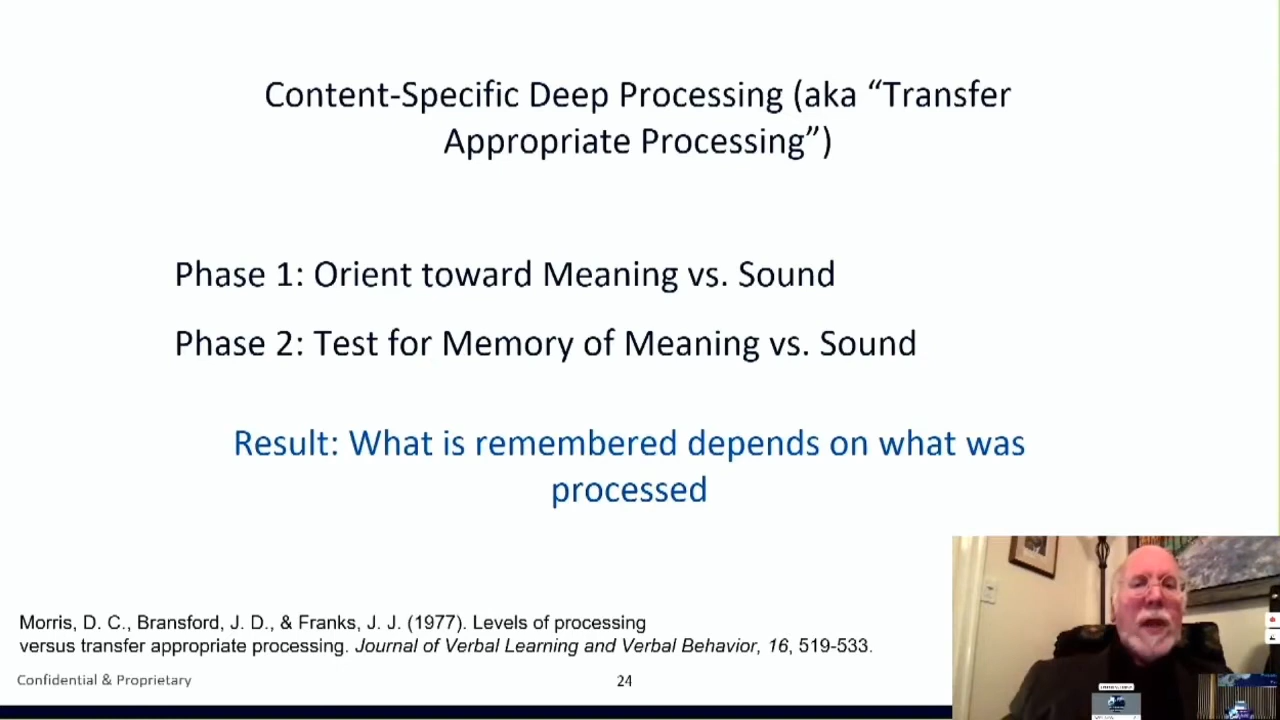 Content-Specific Deep Processing (aka “Transfer
Appropriate Processing”)
Phase 1: Orient toward Meaning vs. Sound
Phase 2: Test for Memory of Meaning vs. Sound
Result: What is remembered depends on what was
processed
Morris, D. C., Bransford, J. D., & Franks, J. J. (1977). Levels of processing
versus transfer appropriate processing. Journal of Verbal Learning and Verbal Behavior, 16, 519-533.
Confidential & Proprietary
24